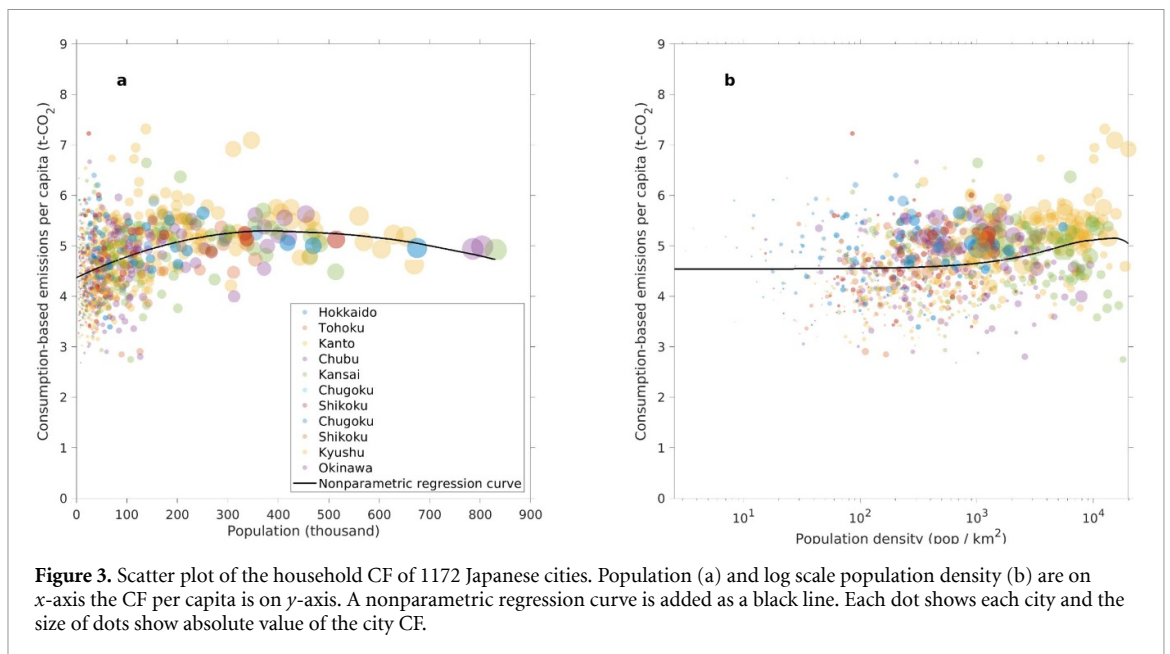 9
8
7
6
5
4
3
2
1
0
Consumption-based emissions per capita (t-CO2)
a
Hokkaido
Tohoku
Kanto
Chubu
Kansai
Chugoku
Shikoku
Chugoku
Shikoku
Kyushu
Okinawa
Nonparametric regression curve
0 100 200 300 400 500 600 700 800 900
Population (thousand)
9
8
7
6
5
4
3
2
1
0
Consumption-based emissions per capita (t-CO2)
b
10^1 10^2 10^3 10^4
Population density (pop / km^2)
Figure 3. Scatter plot of the household CF of 1172 Japanese cities. Population (a) and log scale population density (b) are on
x-axis the CF per capita is on y-axis. A nonparametric regression curve is added as a black line. Each dot shows each city and the
size of dots show absolute value of the city CF.